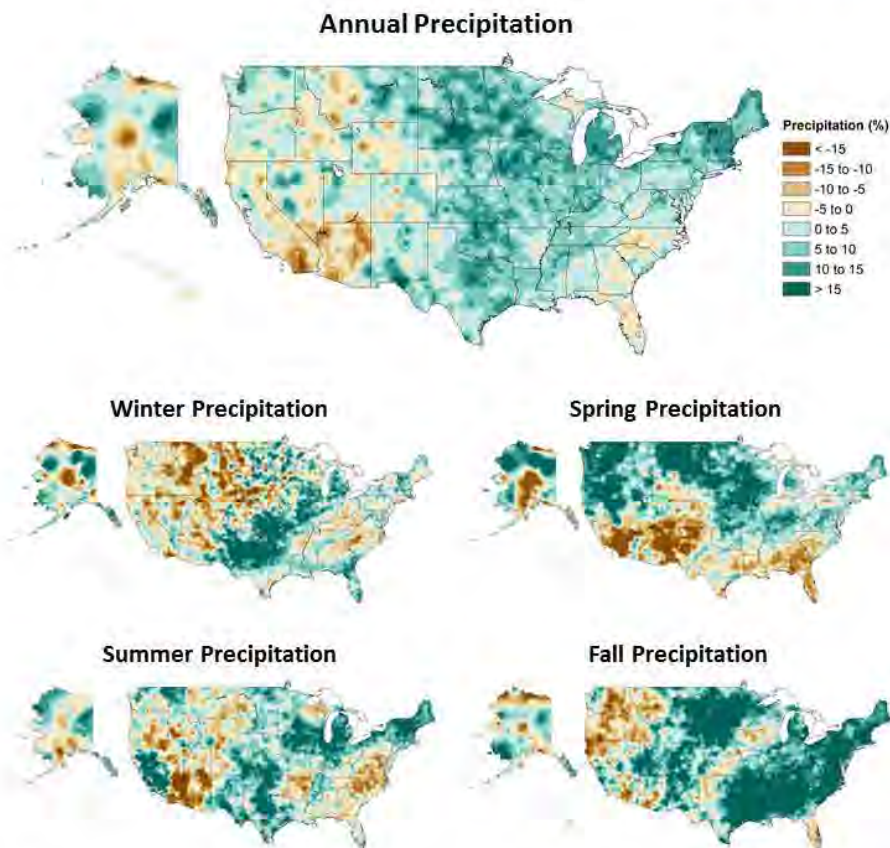 Annual Precipitation
Precipitation (%)
< -15
-15 to -10
-10 to -5
-5 to 0
0 to 5
5 to 10
10 to 15
> 15
Winter Precipitation
Spring Precipitation
Summer Precipitation
Fall Precipitation